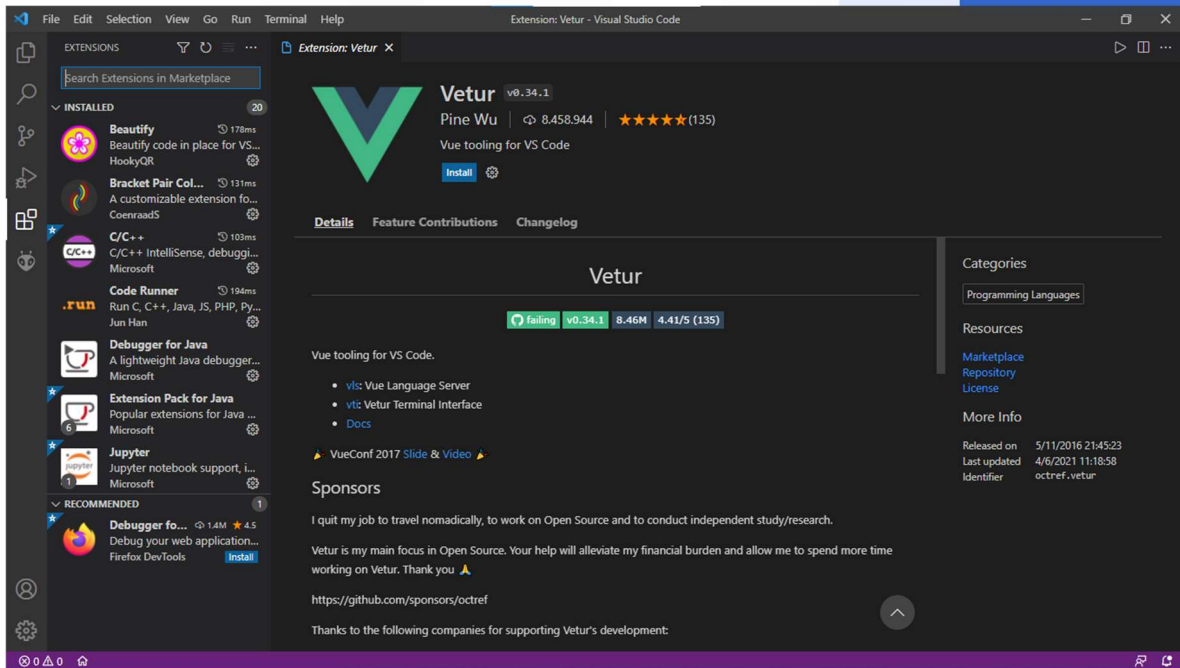 File Edit Selection View Go Run Terminal Help
Extension: Vetur - Visual Studio Code
EXTENSIONS
Search Extensions in Marketplace
INSTALLED 20
Beautify 178ms
Beautify code in place for VS...
HookyQR
Bracket Pair Col... 131ms
A customizable extension fo...
CoenraadS
C/C++
C/C++ 103ms
C/C++ IntelliSense, debuggi...
Microsoft
.run
Code Runner 194ms
Run C, C++, Java, JS, PHP, Py...
Jun Han
Debugger for Java
A lightweight Java debugger...
Microsoft
6
Extension Pack for Java
Popular extensions for Java ...
Microsoft
jupyter
1
Jupyter
Jupyter notebook support, i...
Microsoft
RECOMMENDED 1
Debugger fo... 1.4M 4.5
Debug your web application...
Firefox DevTools Install
Extension: Vetur
Vetur v0.34.1
Pine Wu 8.458.944 (135)
Vue tooling for VS Code
Install
Details Feature Contributions Changelog
Vetur
failing v0.34.1 8.46M 4.41/5 (135)
Vue tooling for VS Code.
• vls: Vue Language Server
• vti: Vetur Terminal Interface
• Docs
🎉 VueConf 2017 Slide & Video 🎉
Sponsors
I quit my job to travel nomadically, to work on Open Source and to conduct independent study/research.
Vetur is my main focus in Open Source. Your help will alleviate my financial burden and allow me to spend more time
working on Vetur. Thank you 🙏
https://github.com/sponsors/octref
Thanks to the following companies for supporting Vetur's development:
Categories
Programming Languages
Resources
Marketplace
Repository
License
More Info
Released on 5/11/2016 21:45:23
Last updated 4/6/2021 11:18:58
Identifier octref.vetur
0 0